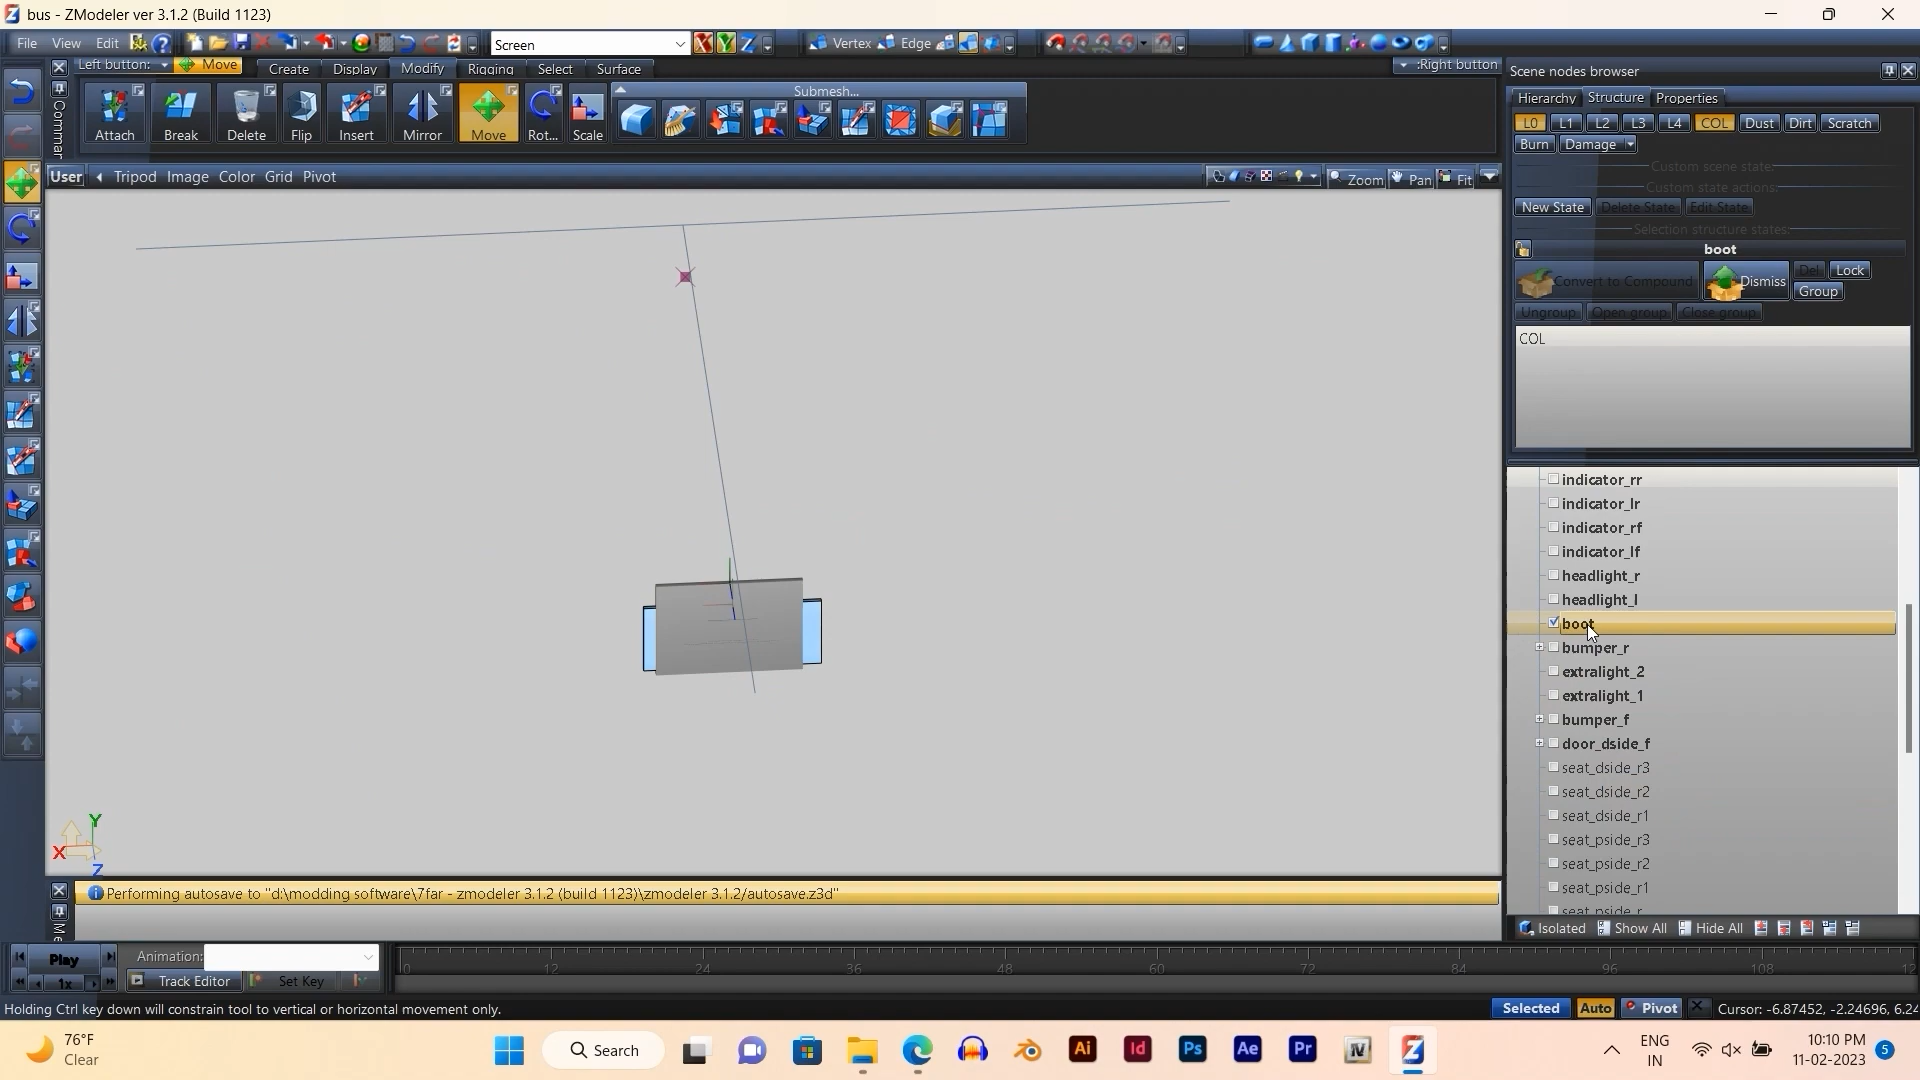 bus - ZModeler ver 3.1.2 (Build 1123)
File View Edit
Screen
X Y Z
Vertex Edge
Left button: Move
Create Display Modify Rigging Select Surface
:Right button
Submesh...
Attach Break Delete Flip Insert Mirror Move Rot... Scale
User Tripod Image Color Grid Pivot
Zoom Pan Fit
Scene nodes browser
Hierarchy Structure Properties
L0 L1 L2 L3 L4 COL Dust Dirt Scratch
Burn Damage
Custom scene state:
Custom state actions:
New State Delete State Edit State
Selection structure states:
boot
Convert to Compound Dismiss Del Lock
Group
Ungroup Open group Close group
COL
indicator_rr
indicator_lr
indicator_rf
indicator_lf
headlight_r
headlight_l
boot
bumper_r
extralight_2
extralight_1
bumper_f
door_dside_f
seat_dside_r3
seat_dside_r2
seat_dside_r1
seat_pside_r3
seat_pside_r2
seat_pside_r1
seat_pside_r
Isolated Show All Hide All
Y
X
Z
Performing autosave to "d:\modding software\7far - zmodeler 3.1.2 (build 1123)\zmodeler 3.1.2/autosave.z3d"
Play
1x
Animation:
Track Editor Set Key
0 12 24 36 48 60 72 84 96 108 12
Holding Ctrl key down will constrain tool to vertical or horizontal movement only.
Selected Auto Pivot Cursor: -6.87452, -2.24696, 6.24
76°F
Clear
Search
Ai Id Ps Ae Pr IV
ENG
IN
10:10 PM
11-02-2023
5